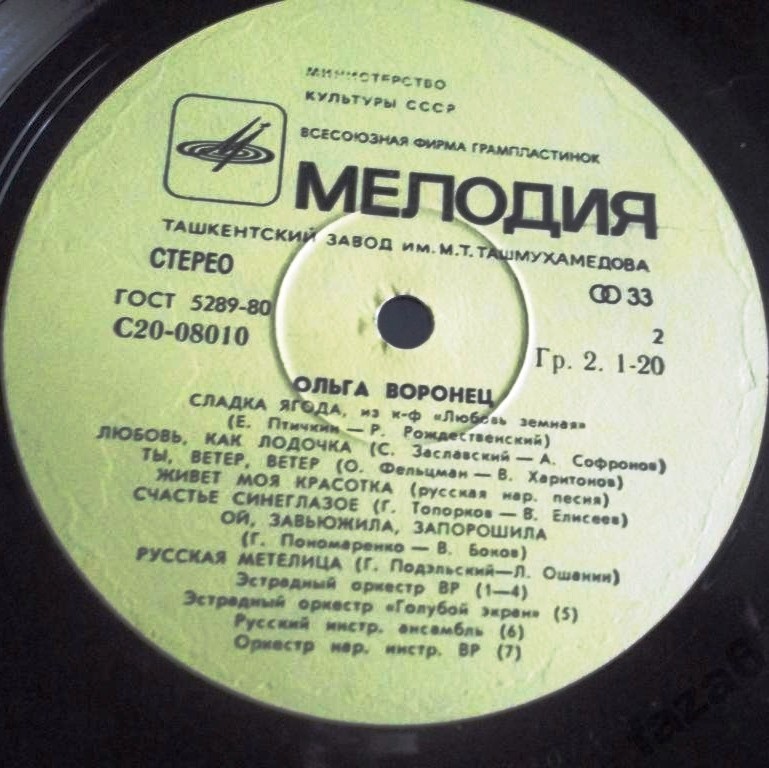 МИНИСТЕРСТВО
КУЛЬТУРЫ СССР
ВСЕСОЮЗНАЯ ФИРМА ГРАМПЛАСТИНОК
МЕЛОДИЯ
ТАШКЕНТСКИЙ ЗАВОД ИМ. М.Т. ТАШМУХАМЕДОВА
СТЕРЕО
33
ГОСТ 5289-80
2
С20-08010
Гр. 2. 1-20
ОЛЬГА ВОРОНЕЦ
СЛАДКА ЯГОДА, из к-ф «Любовь земная»
(Е. Птичкин — Р. Рождественский)
ЛЮБОВЬ, КАК ЛОДОЧКА (С. Заславский — А. Софронов)
ТЫ, ВЕТЕР, ВЕТЕР (О. Фельцман — В. Харитонов)
ЖИВЕТ МОЯ КРАСОТКА (русская нар. песня)
СЧАСТЬЕ СИНЕГЛАЗОЕ (Г. Топорков — В. Елисеев)
ОЙ, ЗАВЬЮЖИЛА, ЗАПОРОШИЛА
(Г. Пономаренко — В. Боков)
РУССКАЯ МЕТЕЛИЦА (Г. Подэльский—Л. Ошанин)
Эстрадный оркестр ВР (1—4)
Эстрадный оркестр «Голубой экран» (5)
Русский инстр. ансамбль (6)
Оркестр нар. инстр. ВР (7)